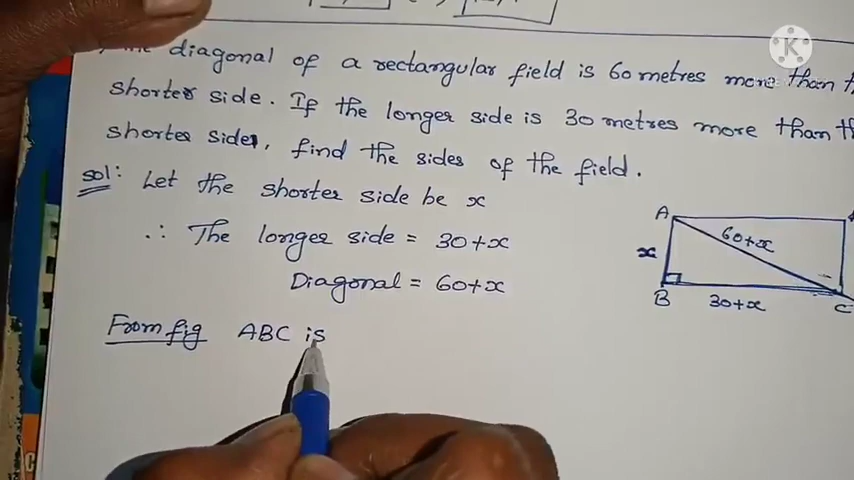 diagonal of a rectangular field is 60 metres more than
shorter side. If the longer side is 30 metres more than
shorter side, find the sides of the field.
Sol: Let the shorter side be x
∴ The longer side = 30+x
Diagonal = 60+x
From fig ABC is
A
60+x
x
B
30+x
C
K